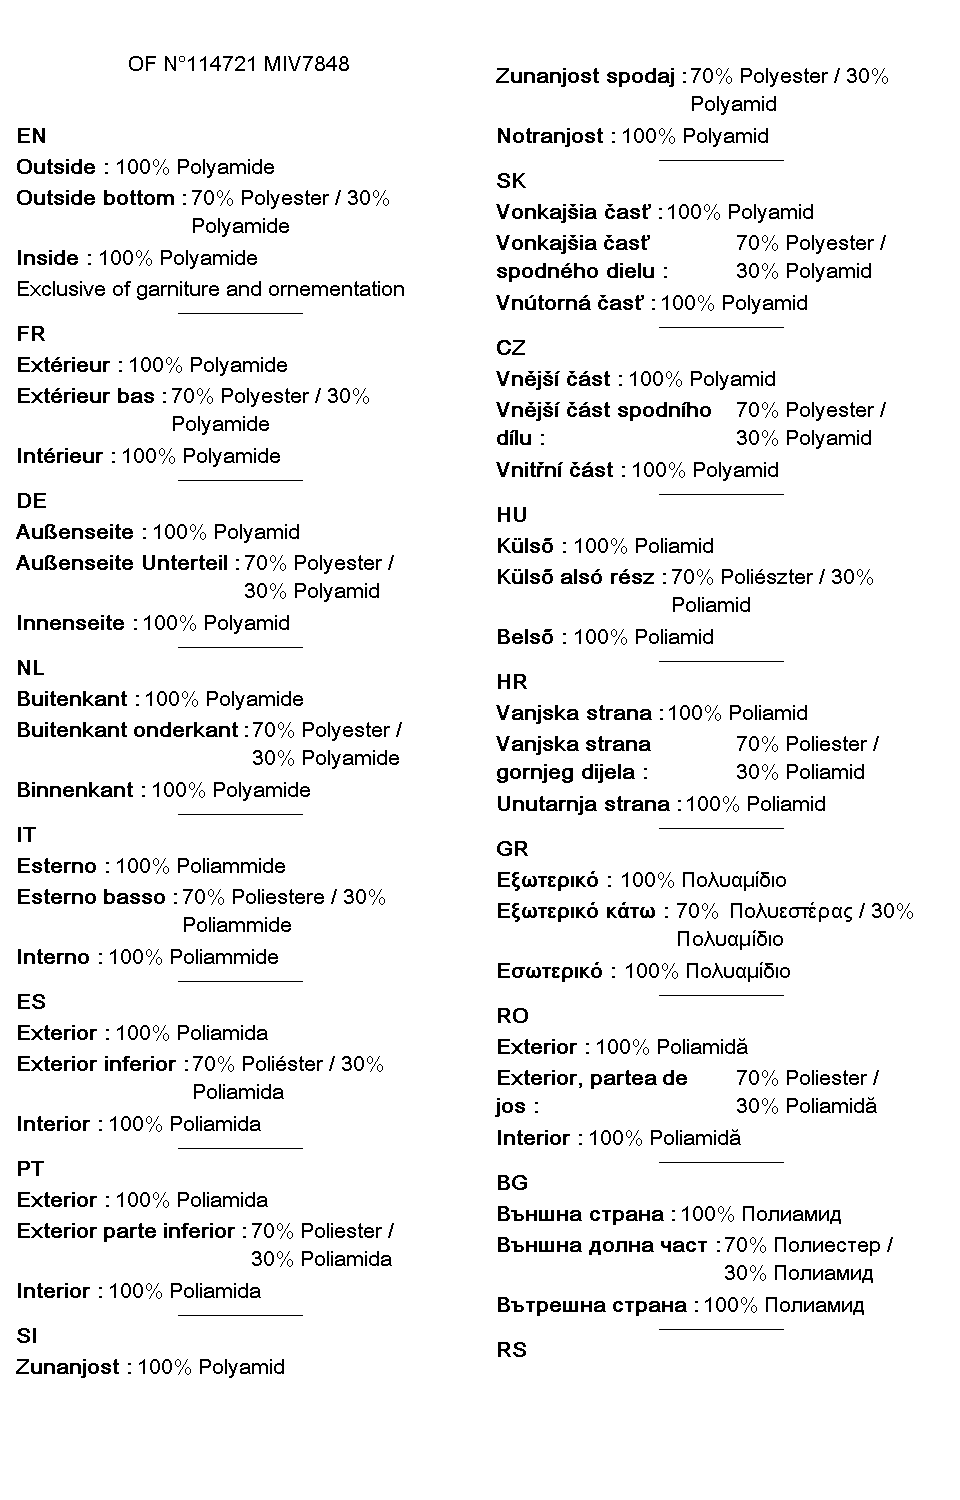 OF N°114721 MIV7848
EN
Outside : 100% Polyamide
Outside bottom : 70% Polyester / 30%
Polyamide
Inside : 100% Polyamide
Exclusive of garniture and ornementation
FR
Extérieur : 100% Polyamide
Extérieur bas : 70% Polyester / 30%
Polyamide
Intérieur : 100% Polyamide
DE
Außenseite : 100% Polyamid
Außenseite Unterteil : 70% Polyester /
30% Polyamid
Innenseite : 100% Polyamid
NL
Buitenkant : 100% Polyamide
Buitenkant onderkant : 70% Polyester /
30% Polyamide
Binnenkant : 100% Polyamide
IT
Esterno : 100% Poliammide
Esterno basso : 70% Poliestere / 30%
Poliammide
Interno : 100% Poliammide
ES
Exterior : 100% Poliamida
Exterior inferior : 70% Poliéster / 30%
Poliamida
Interior : 100% Poliamida
PT
Exterior : 100% Poliamida
Exterior parte inferior : 70% Poliester /
30% Poliamida
Interior : 100% Poliamida
SI
Zunanjost : 100% Polyamid
Zunanjost spodaj : 70% Polyester / 30%
Polyamid
Notranjost : 100% Polyamid
SK
Vonkajšia časť : 100% Polyamid
Vonkajšia časť 70% Polyester /
spodného dielu : 30% Polyamid
Vnútorná časť : 100% Polyamid
CZ
Vnější část : 100% Polyamid
Vnější část spodního 70% Polyester /
dílu : 30% Polyamid
Vnitřní část : 100% Polyamid
HU
Külső : 100% Poliamid
Külső alsó rész : 70% Poliészter / 30%
Poliamid
Belső : 100% Poliamid
HR
Vanjska strana : 100% Poliamid
Vanjska strana 70% Poliester /
gornjeg dijela : 30% Poliamid
Unutarnja strana : 100% Poliamid
GR
Εξωτερικό : 100% Πολυαμίδιο
Εξωτερικό κάτω : 70% Πολυεστέρας / 30%
Πολυαμίδιο
Εσωτερικό : 100% Πολυαμίδιο
RO
Exterior : 100% Poliamidă
Exterior, partea de 70% Poliester /
jos : 30% Poliamidă
Interior : 100% Poliamidă
BG
Външна страна : 100% Полиамид
Външна долна част : 70% Полиестер /
30% Полиамид
Вътрешна страна : 100% Полиамид
RS